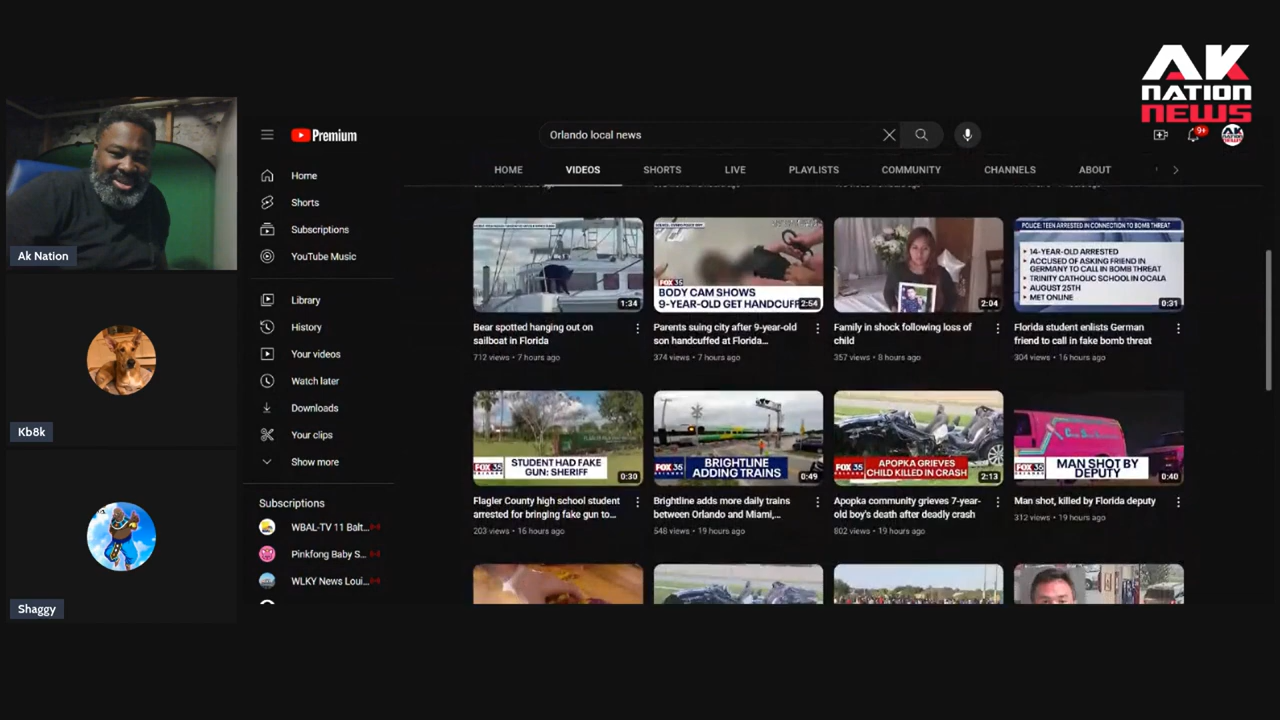 AK
NATION
NEWS
Premium
Orlando local news
9+
HOME
VIDEOS
SHORTS
LIVE
PLAYLISTS
COMMUNITY
CHANNELS
ABOUT
Home
Shorts
Subscriptions
YouTube Music
Library
History
Your videos
Watch later
Downloads
Your clips
Show more
Subscriptions
WBAL-TV 11 Balt...
Pinkfong Baby S...
WLKY News Loui...
Ak Nation
Kb8k
Shaggy
1:34
Bear spotted hanging out on
sailboat in Florida
712 views • 7 hours ago
FOX 35
BODY CAM SHOWS
9-YEAR-OLD GET HANDCUFF
2:54
Parents suing city after 9-year-old
son handcuffed at Florida...
374 views • 7 hours ago
2:04
Family in shock following loss of
child
357 views • 8 hours ago
POLICE: TEEN ARRESTED IN CONNECTION TO BOMB THREAT
14-YEAR-OLD ARRESTED
ACCUSED OF ASKING FRIEND IN
GERMANY TO CALL IN BOMB THREAT
TRINITY CATHOLIC SCHOOL IN OCALA
AUGUST 25TH
MET ONLINE
0:31
Florida student enlists German
friend to call in fake bomb threat
304 views • 16 hours ago
FOX 35
STUDENT HAD FAKE
GUN: SHERIFF
0:30
Flagler County high school student
arrested for bringing fake gun to...
203 views • 16 hours ago
FOX 35
BRIGHTLINE
ADDING TRAINS
0:49
Brightline adds more daily trains
between Orlando and Miami,...
548 views • 19 hours ago
FOX 35
APOPKA GRIEVES
CHILD KILLED IN CRASH
2:13
Apopka community grieves 7-year-
old boy's death after deadly crash
802 views • 19 hours ago
FOX 35
MAN SHOT BY
DEPUTY
0:40
Man shot, killed by Florida deputy
312 views • 19 hours ago